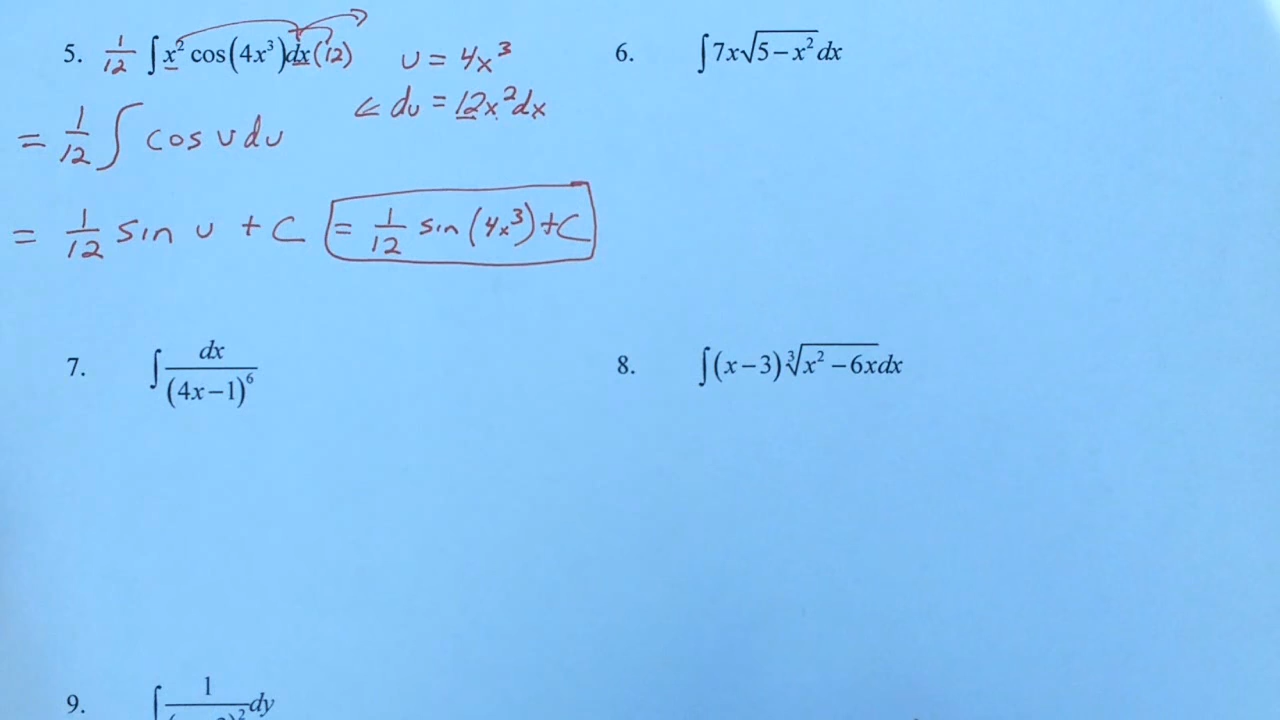 5. 1/12 ∫ x² cos(4x³)dx(12) u = 4x³
← du = 12x²dx
= 1/12 ∫ cos u du
= 1/12 sin u + C = 1/12 sin(4x³) + C
6. ∫7x√(5−x²)dx
7. ∫ dx/(4x−1)⁶
8. ∫(x−3)∛(x²−6x)dx
9. ∫ 1 dy